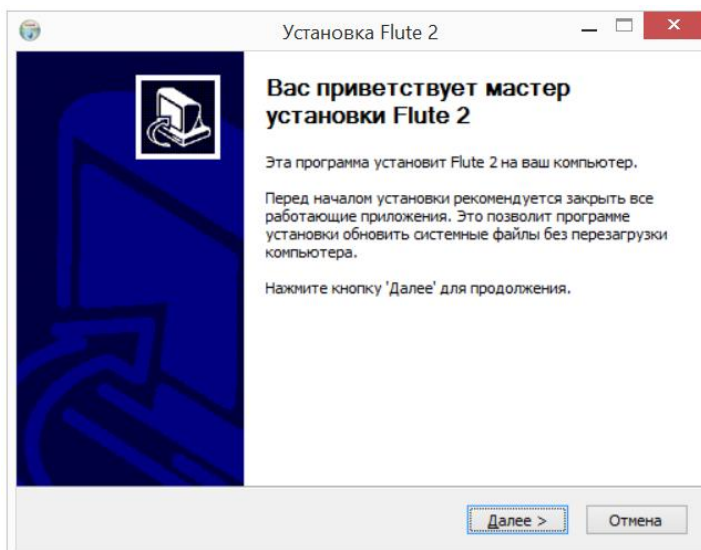 Установка Flute 2
Вас приветствует мастер
установки Flute 2
Эта программа установит Flute 2 на ваш компьютер.
Перед началом установки рекомендуется закрыть все
работающие приложения. Это позволит программе
установки обновить системные файлы без перезагрузки
компьютера.
Нажмите кнопку 'Далее' для продолжения.
Далее > Отмена